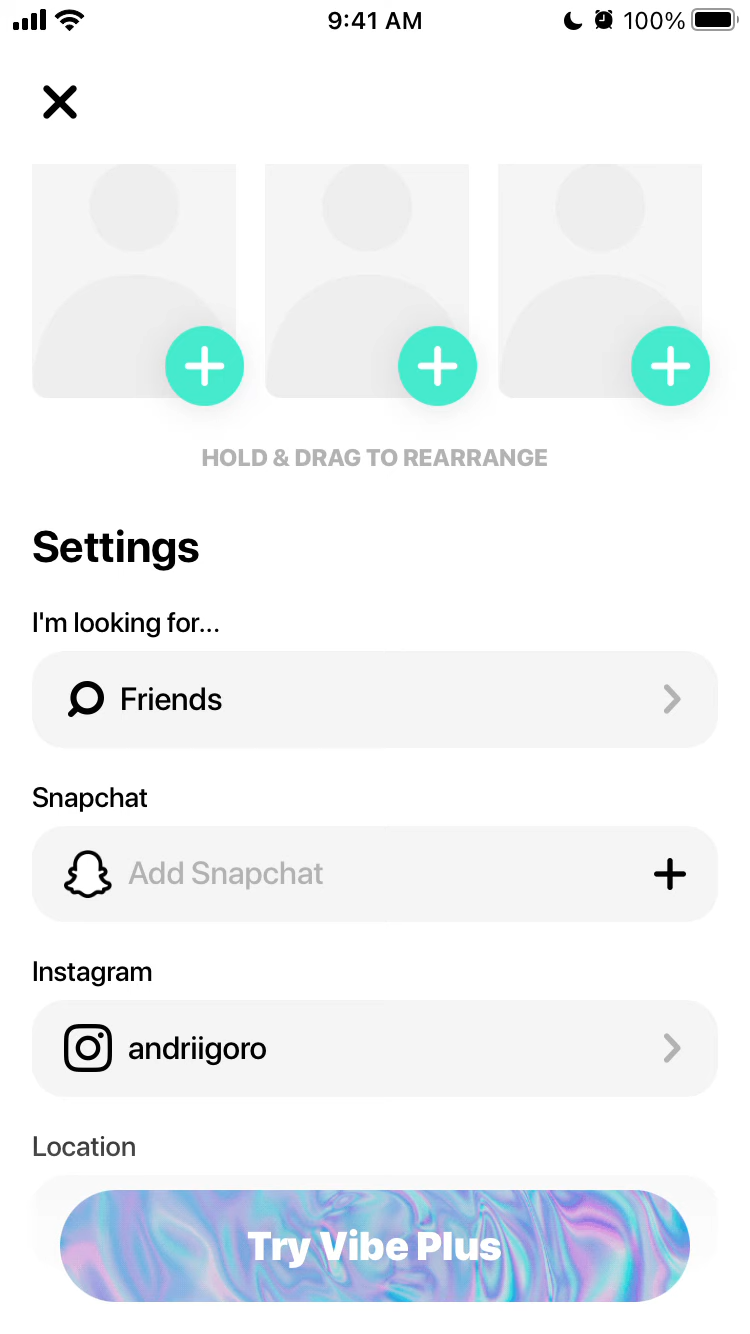 9:41 AM
100%
HOLD & DRAG TO REARRANGE
Settings
I'm looking for...
Friends
Snapchat
Add Snapchat
Instagram
andriigoro
Location
Try Vibe Plus